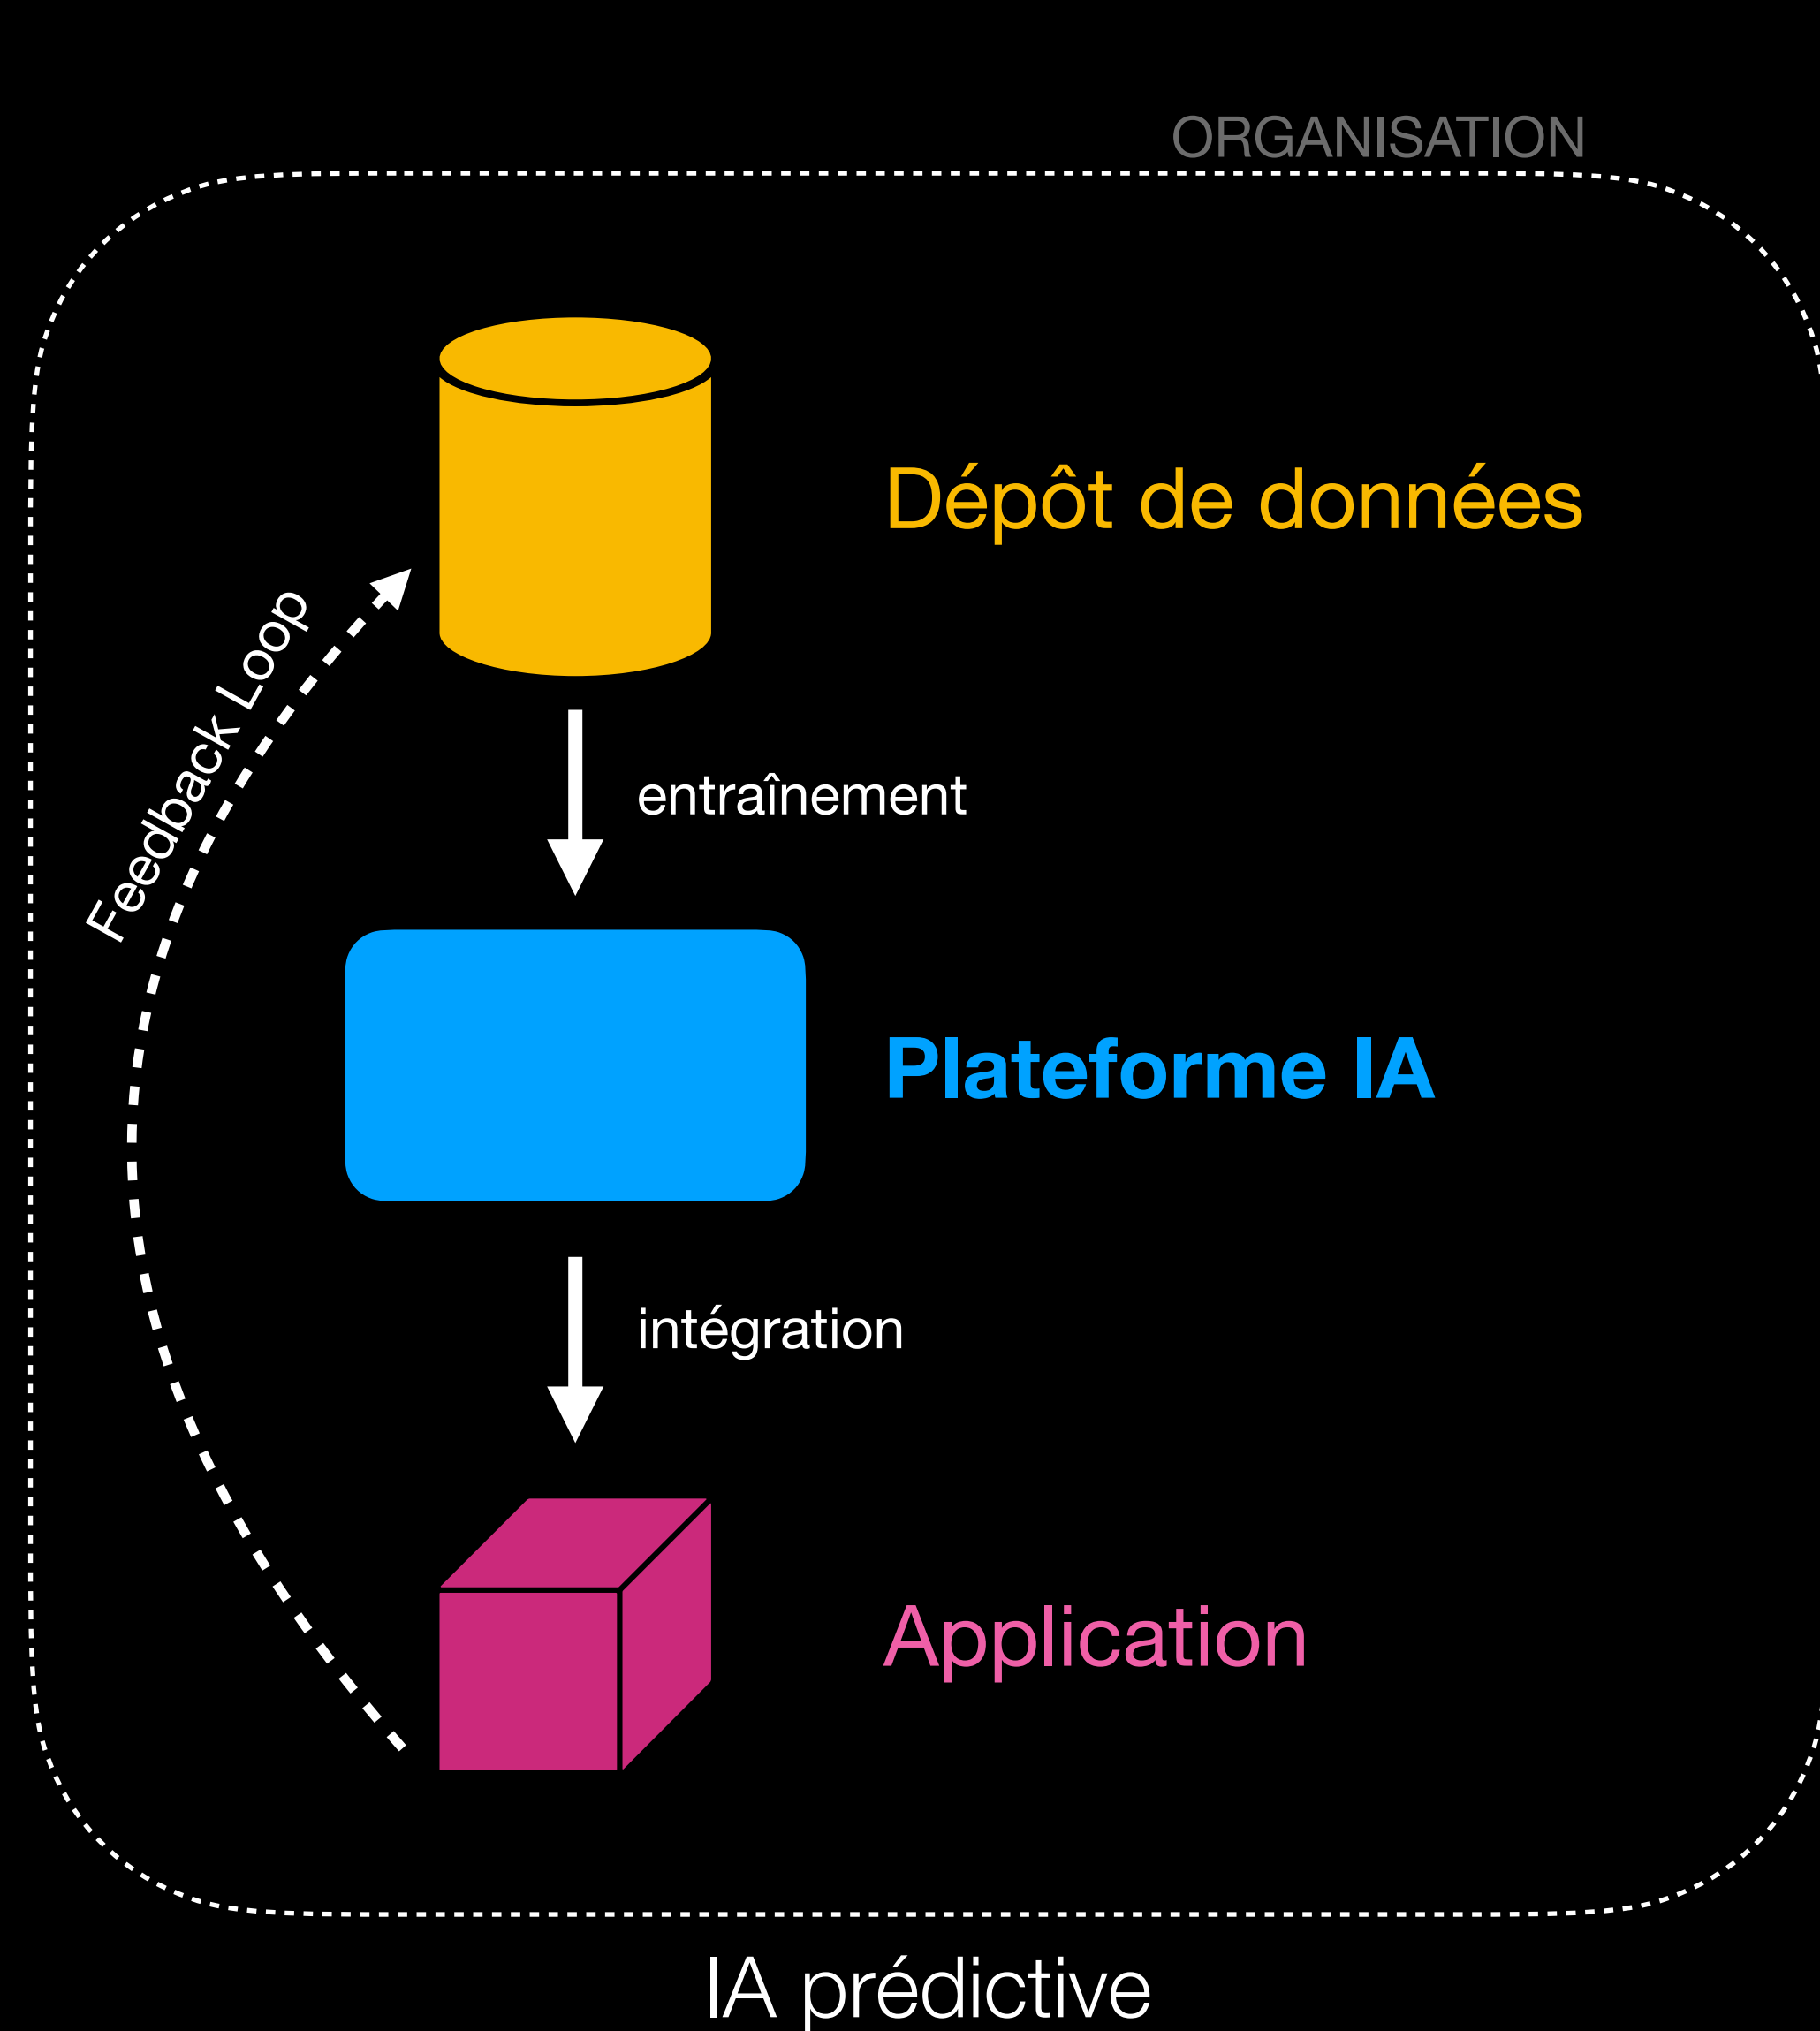 ORGANISATION
Dépôt de données
Feedback Loop
entraînement
Plateforme IA
intégration
Application
IA prédictive